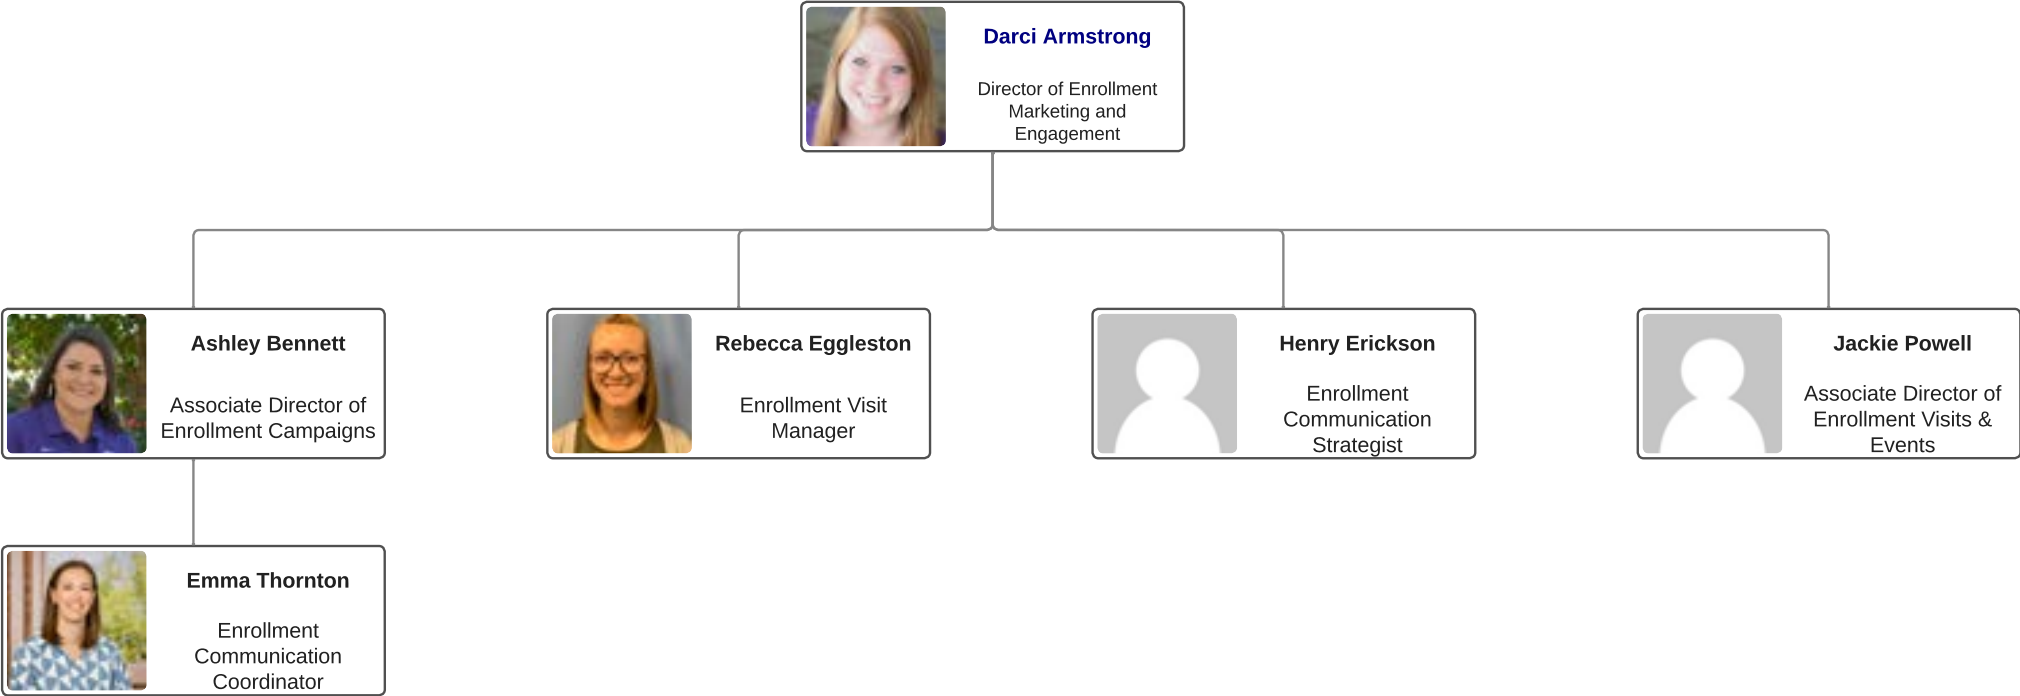 Darci Armstrong
Director of Enrollment
Marketing and
Engagement
Ashley Bennett
Associate Director of
Enrollment Campaigns
Rebecca Eggleston
Enrollment Visit
Manager
Henry Erickson
Enrollment
Communication
Strategist
Jackie Powell
Associate Director of
Enrollment Visits &
Events
Emma Thornton
Enrollment
Communication
Coordinator